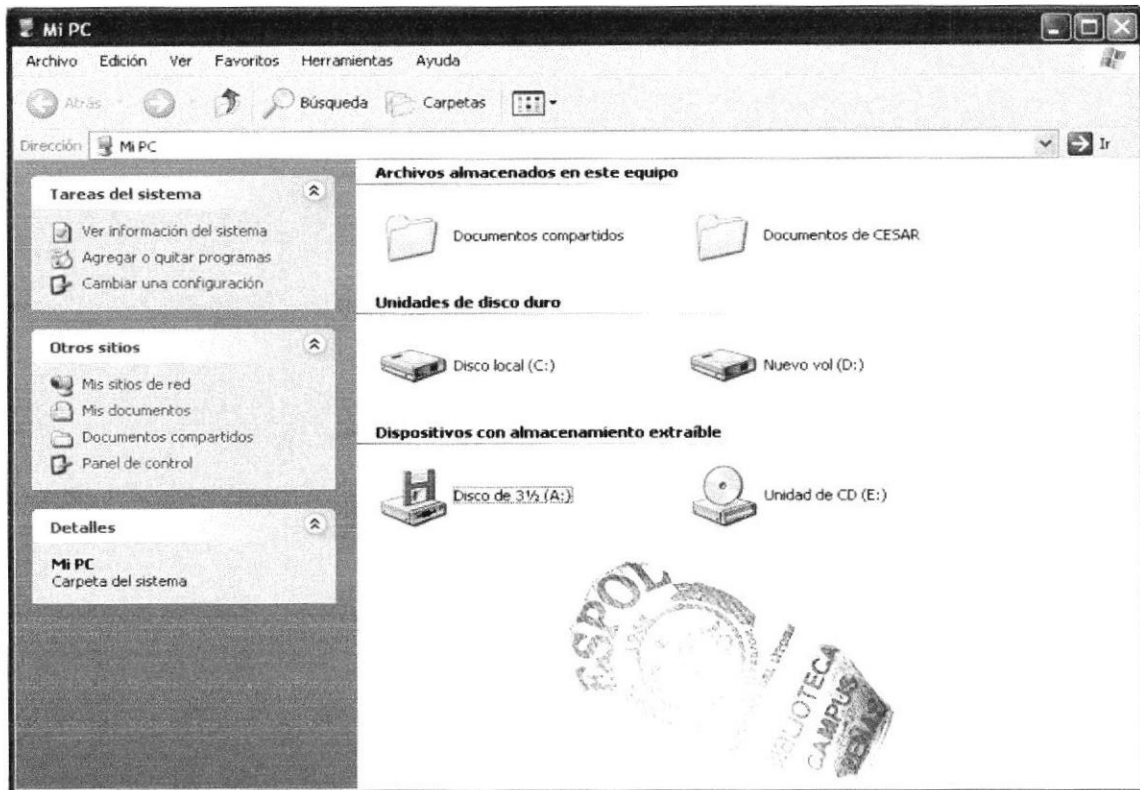 Mi PC
Archivo Edición Ver Favoritos Herramientas Ayuda
Atrás Búsqueda Carpetas
Dirección Mi PC Ir
Tareas del sistema
Ver información del sistema
Agregar o quitar programas
Cambiar una configuración
Otros sitios
Mis sitios de red
Mis documentos
Documentos compartidos
Panel de control
Detalles
Mi PC
Carpeta del sistema
Archivos almacenados en este equipo
Documentos compartidos Documentos de CESAR
Unidades de disco duro
Disco local (C:) Nuevo vol (D:)
Dispositivos con almacenamiento extraíble
Disco de 3½ (A:) Unidad de CD (E:)
ESPOL
BIBLIOTECA
CAMPUS